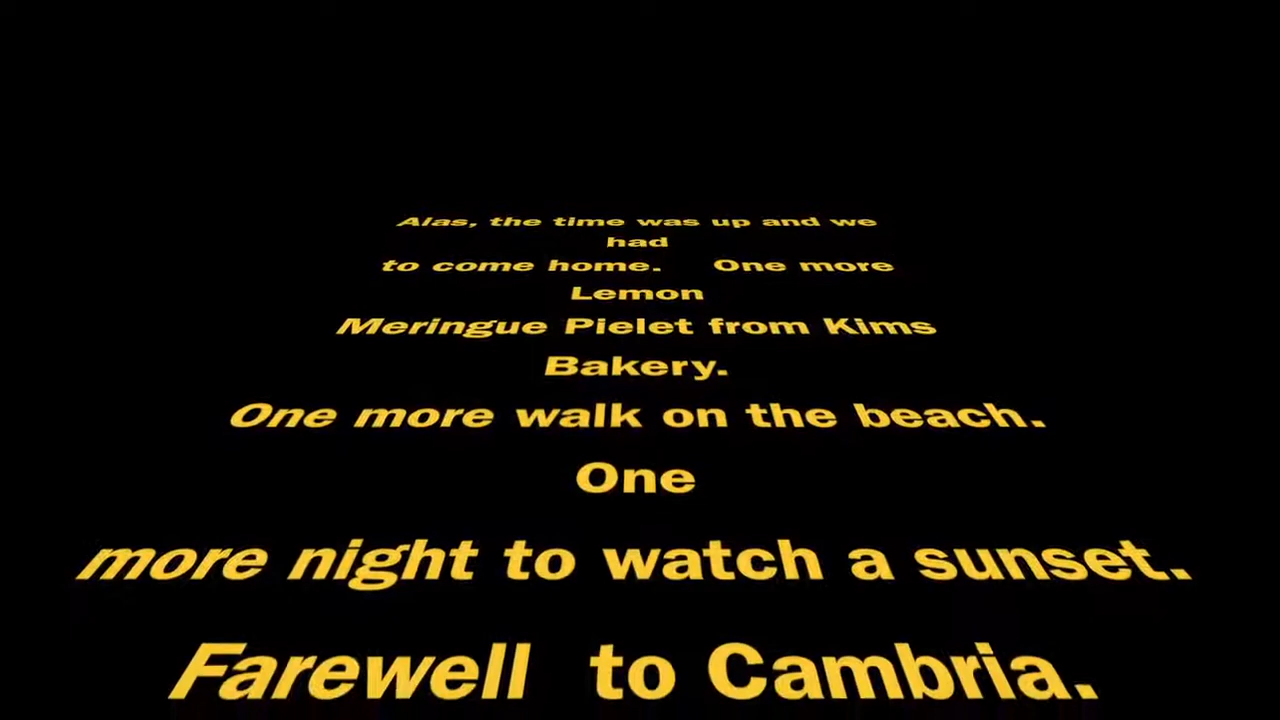 Alas, the time was up and we
had
to come home. One more
Lemon
Meringue Pielet from Kims
Bakery.
One more walk on the beach.
One
more night to watch a sunset.
Farewell to Cambria.